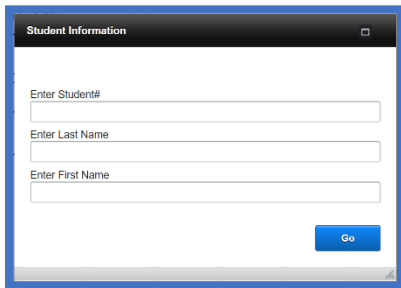 Student Information
Enter Student#
Enter Last Name
Enter First Name
Go